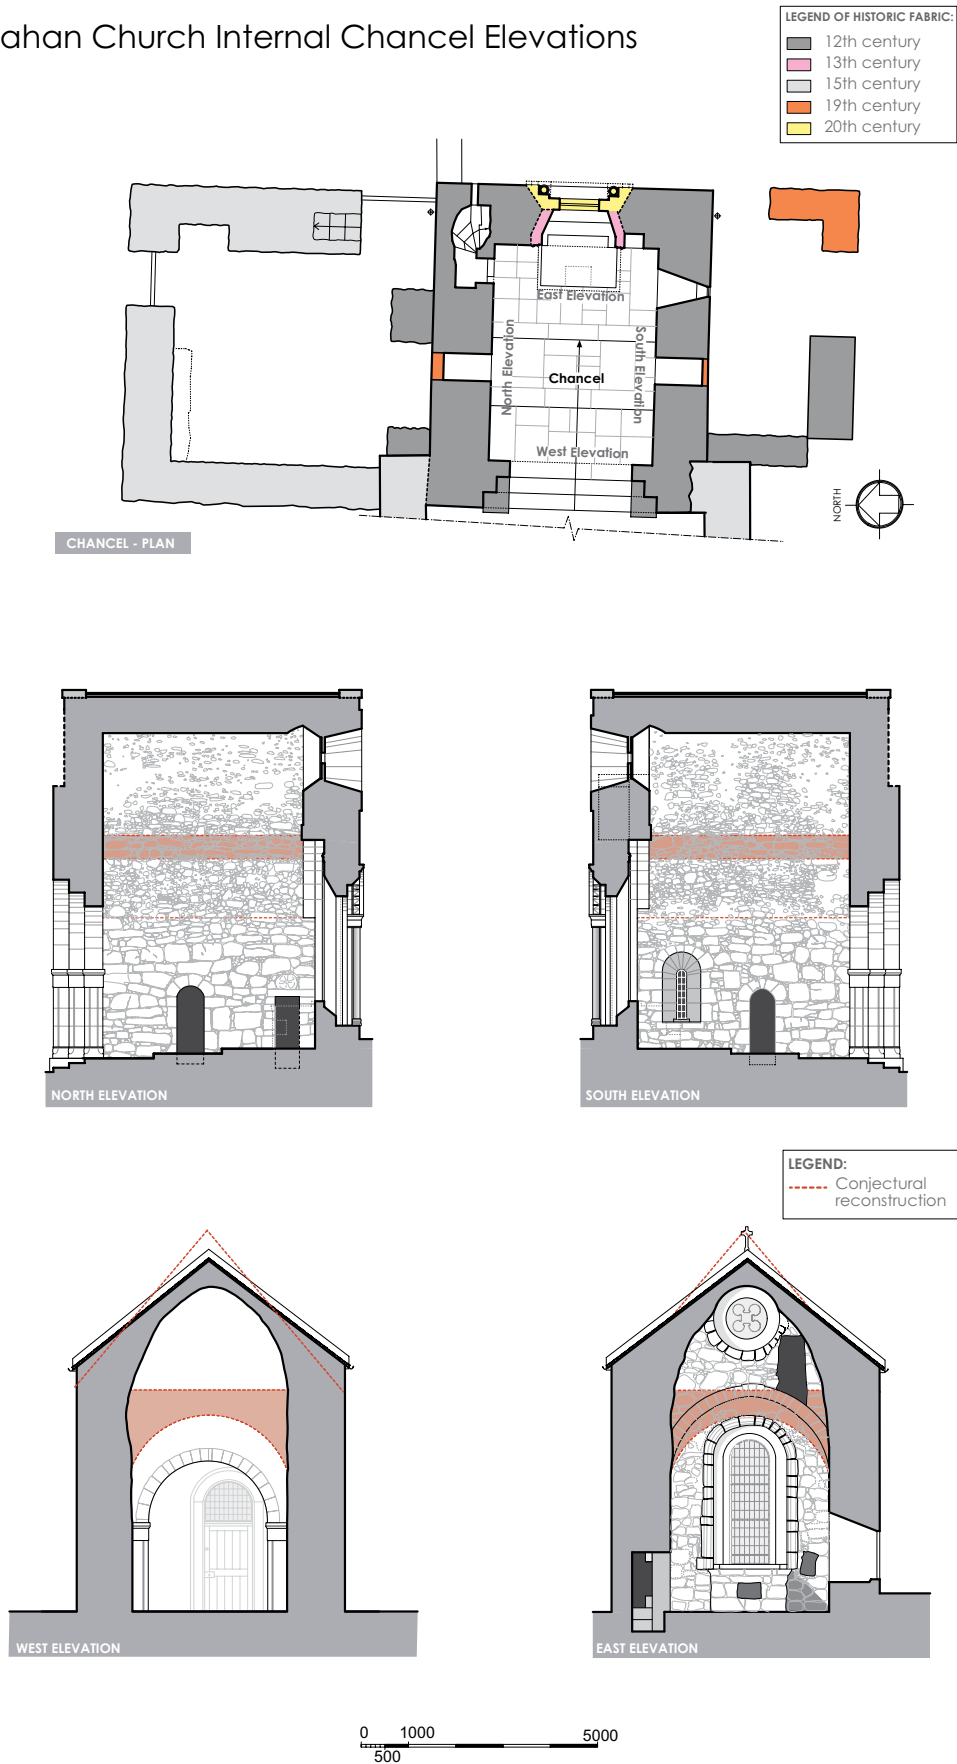 ahan Church Internal Chancel Elevations
LEGEND OF HISTORIC FABRIC:
12th century
13th century
15th century
19th century
20th century
East Elevation
North Elevation
South Elevation
Chancel
West Elevation
NORTH
CHANCEL - PLAN
NORTH ELEVATION
SOUTH ELEVATION
LEGEND:
Conjectural
reconstruction
WEST ELEVATION
EAST ELEVATION
0 1000 5000
500